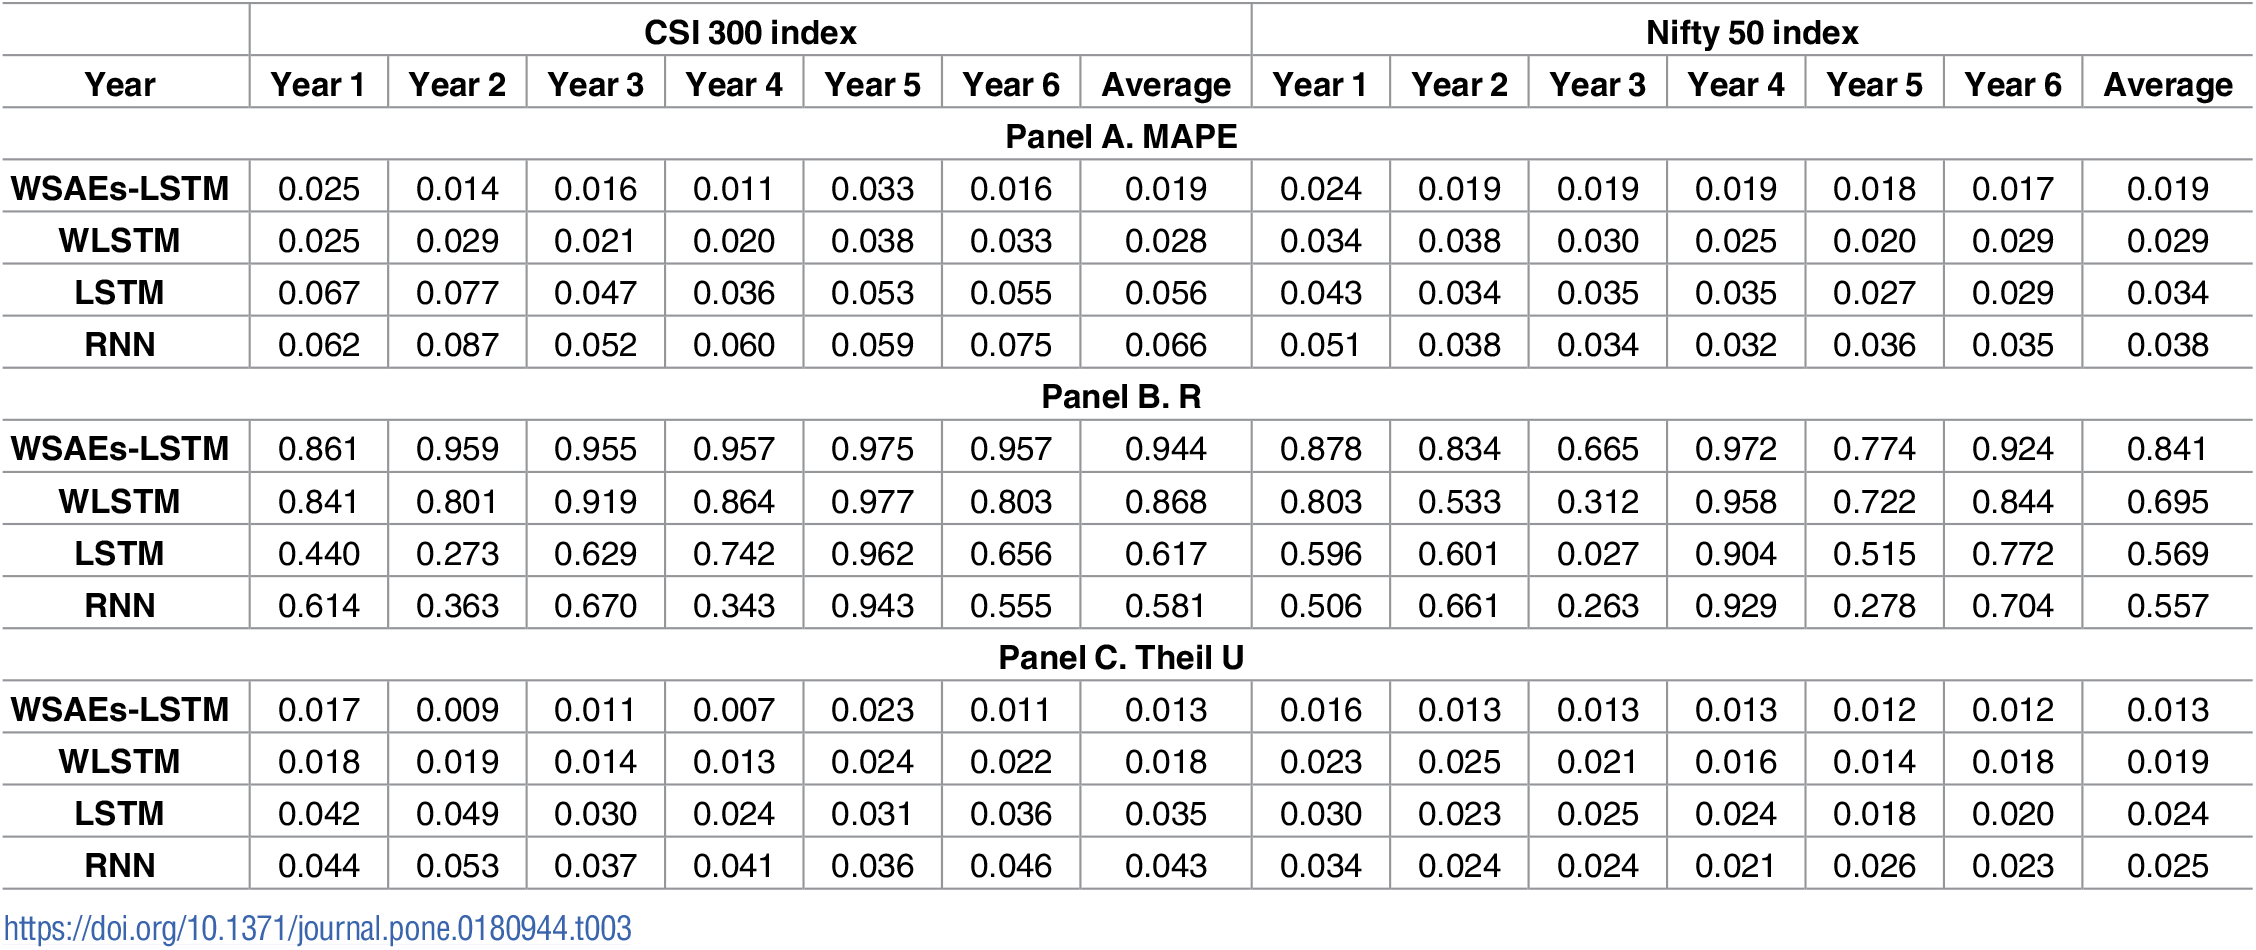 CSI 300 index Nifty 50 index
Year Year 1 Year 2 Year 3 Year 4 Year 5 Year 6 Average Year 1 Year 2 Year 3 Year 4 Year 5 Year 6 Average
Panel A. MAPE
WSAEs-LSTM 0.025 0.014 0.016 0.011 0.033 0.016 0.019 0.024 0.019 0.019 0.019 0.018 0.017 0.019
WLSTM 0.025 0.029 0.021 0.020 0.038 0.033 0.028 0.034 0.038 0.030 0.025 0.020 0.029 0.029
LSTM 0.067 0.077 0.047 0.036 0.053 0.055 0.056 0.043 0.034 0.035 0.035 0.027 0.029 0.034
RNN 0.062 0.087 0.052 0.060 0.059 0.075 0.066 0.051 0.038 0.034 0.032 0.036 0.035 0.038
Panel B. R
WSAEs-LSTM 0.861 0.959 0.955 0.957 0.975 0.957 0.944 0.878 0.834 0.665 0.972 0.774 0.924 0.841
WLSTM 0.841 0.801 0.919 0.864 0.977 0.803 0.868 0.803 0.533 0.312 0.958 0.722 0.844 0.695
LSTM 0.440 0.273 0.629 0.742 0.962 0.656 0.617 0.596 0.601 0.027 0.904 0.515 0.772 0.569
RNN 0.614 0.363 0.670 0.343 0.943 0.555 0.581 0.506 0.661 0.263 0.929 0.278 0.704 0.557
Panel C. Theil U
WSAEs-LSTM 0.017 0.009 0.011 0.007 0.023 0.011 0.013 0.016 0.013 0.013 0.013 0.012 0.012 0.013
WLSTM 0.018 0.019 0.014 0.013 0.024 0.022 0.018 0.023 0.025 0.021 0.016 0.014 0.018 0.019
LSTM 0.042 0.049 0.030 0.024 0.031 0.036 0.035 0.030 0.023 0.025 0.024 0.018 0.020 0.024
RNN 0.044 0.053 0.037 0.041 0.036 0.046 0.043 0.034 0.024 0.024 0.021 0.026 0.023 0.025
https://doi.org/10.1371/journal.pone.0180944.t003